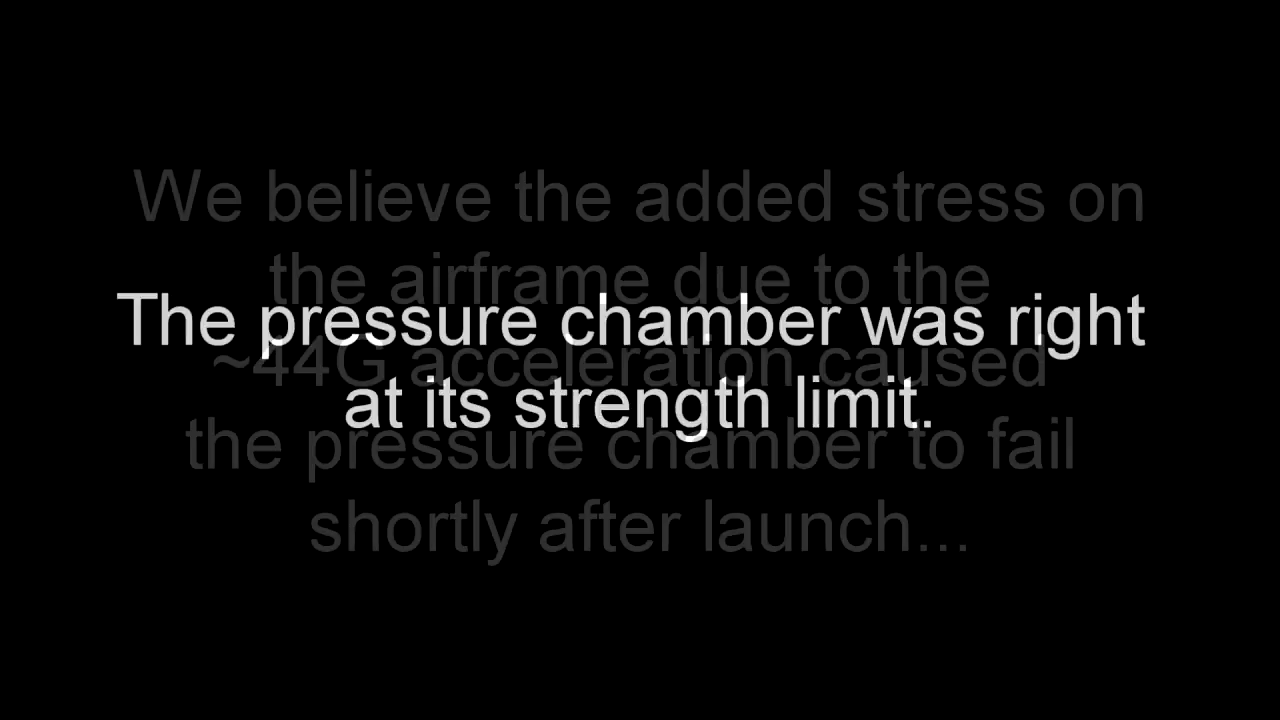 The pressure chamber was right
at its strength limit.
We believe the added stress on
the airframe due to the
~44G acceleration caused
the pressure chamber to fail
shortly after launch...